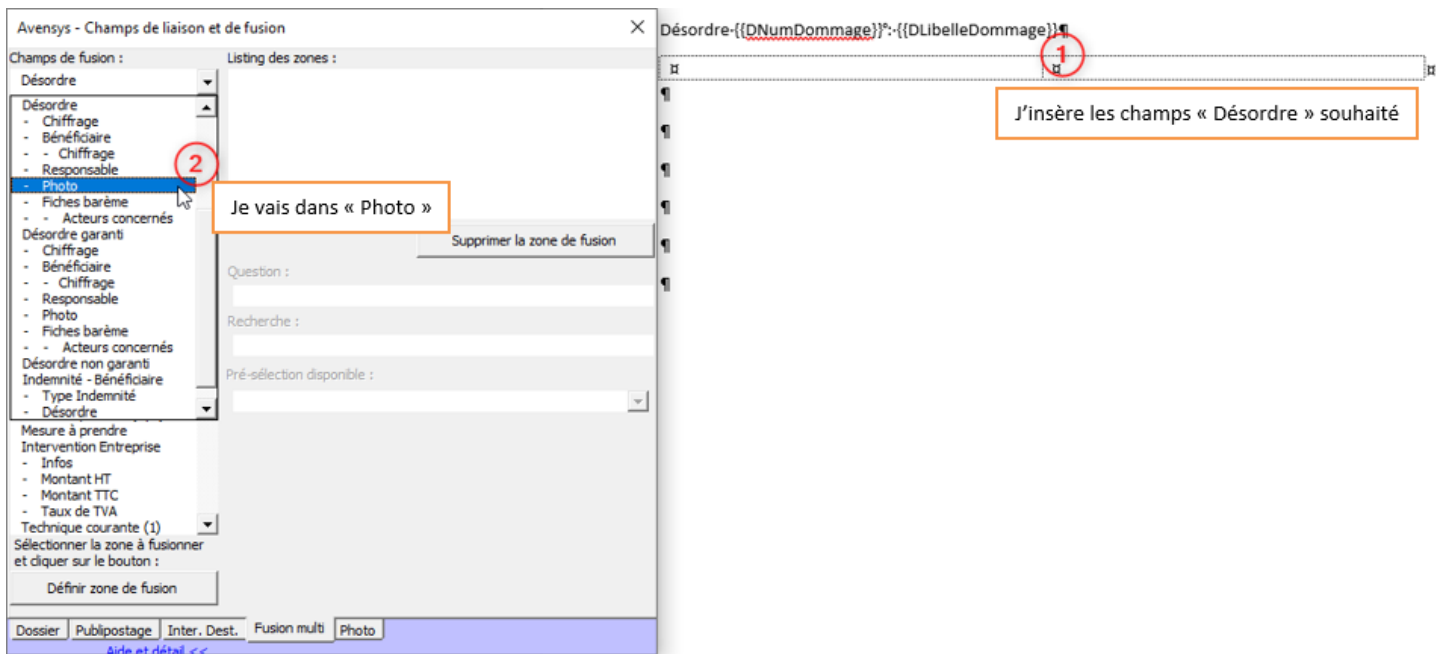 Avensys - Champs de liaison et de fusion
Champs de fusion :
Listing des zones :
Désordre
Désordre
- Chiffrage
- Bénéficiaire
- - Chiffrage
- Responsable
- Photo
- Fiches barème
- - Acteurs concernés
Désordre garanti
- Chiffrage
- Bénéficiaire
- - Chiffrage
- Responsable
- Photo
- Fiches barème
- - Acteurs concernés
Désordre non garanti
Indemnité - Bénéficiaire
- Type Indemnité
- Désordre
Mesure à prendre
Intervention Entreprise
- Infos
- Montant HT
- Montant TTC
- Taux de TVA
Technique courante (1)
Sélectionner la zone à fusionner
et cliquer sur le bouton :
Définir zone de fusion
2
Je vais dans « Photo »
Supprimer la zone de fusion
Question :
Recherche :
Pré-sélection disponible :
Dossier Publipostage Inter. Dest. Fusion multi Photo
Aide et détail <<
Désordre·{{DNumDommage}}°:·{{DLibelleDommage}}¶
1
¤ ¤ ¤
¶
¶
¶
¶
¶
¶
J’insère les champs « Désordre » souhaité